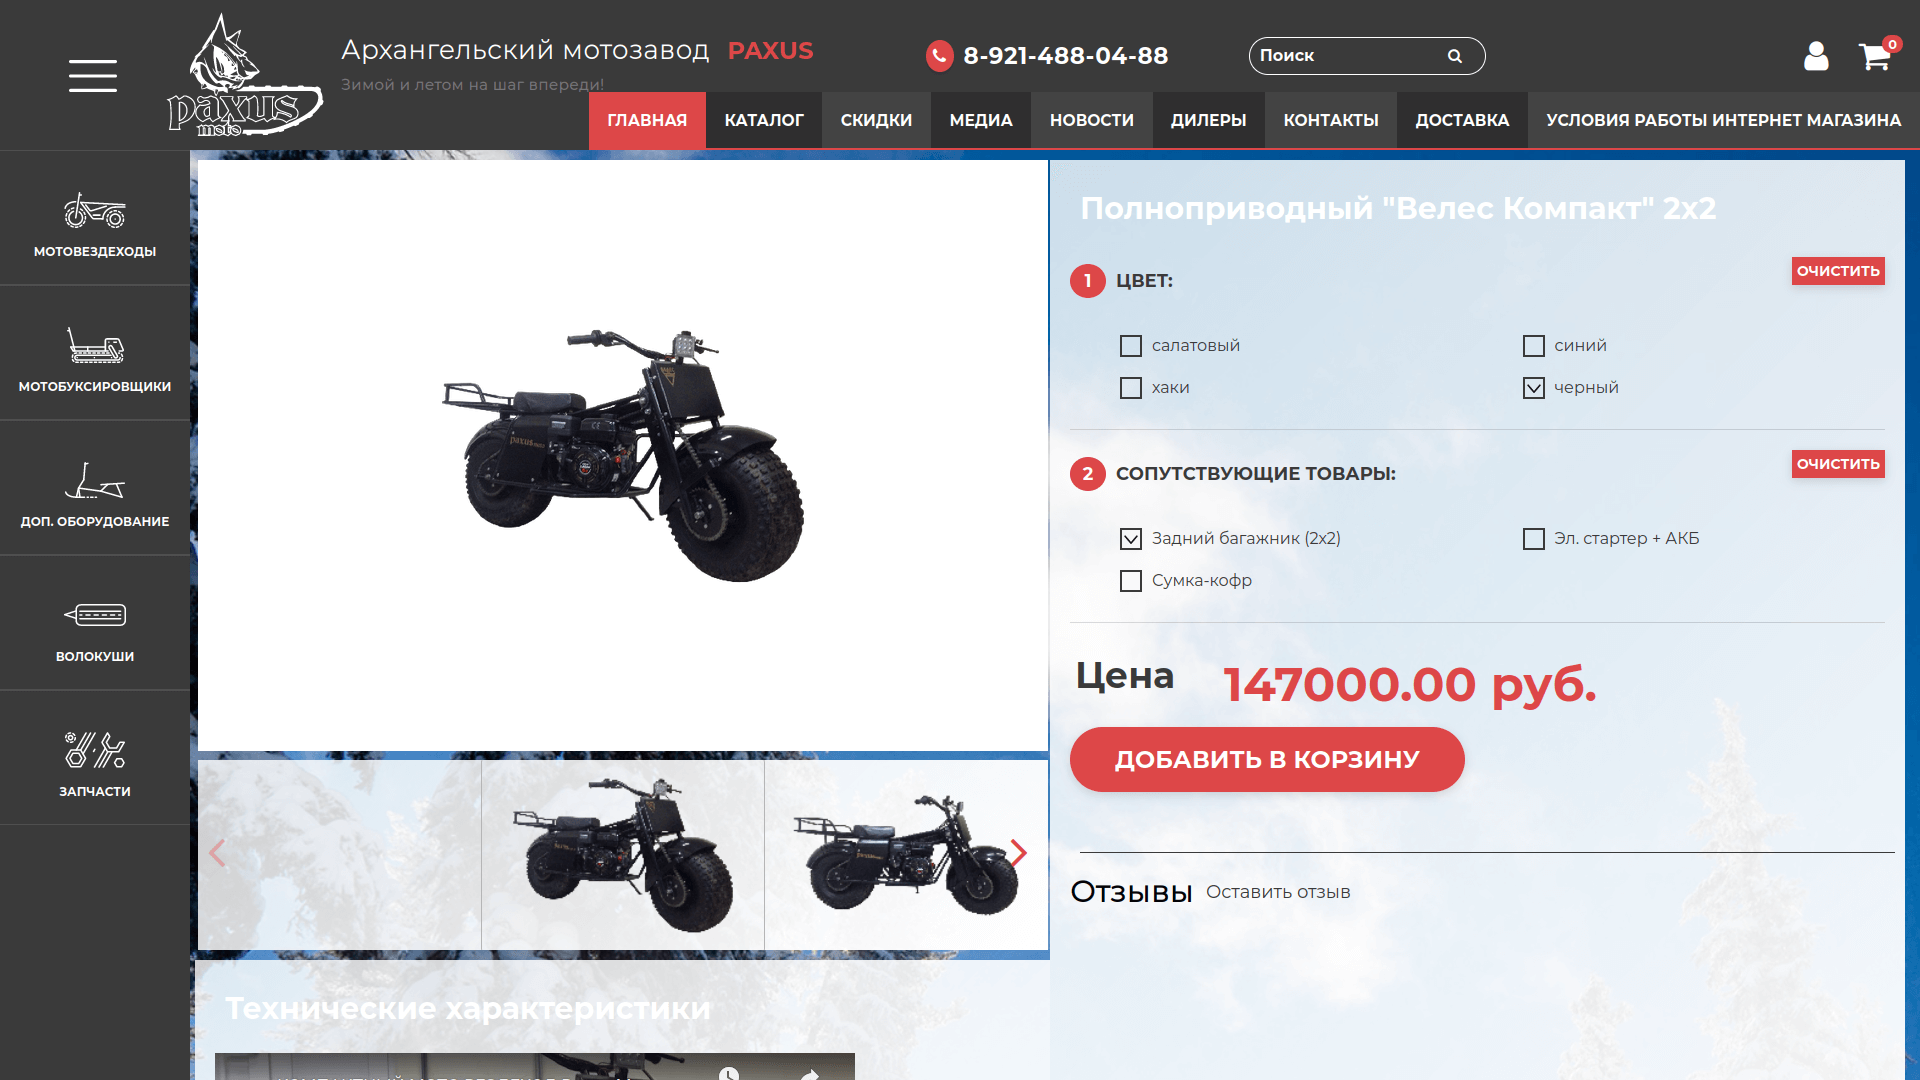 Архангельский мотозавод PAXUS
Зимой и летом на шаг впереди!
8-921-488-04-88
Поиск
0
paxus
moto
ГЛАВНАЯ
КАТАЛОГ
СКИДКИ
МЕДИА
НОВОСТИ
ДИЛЕРЫ
КОНТАКТЫ
ДОСТАВКА
УСЛОВИЯ РАБОТЫ ИНТЕРНЕТ МАГАЗИНА
МОТОВЕЗДЕХОДЫ
МОТОБУКСИРОВЩИКИ
ДОП. ОБОРУДОВАНИЕ
ВОЛОКУШИ
ЗАПЧАСТИ
Полноприводный "Велес Компакт" 2х2
1 ЦВЕТ:
ОЧИСТИТЬ
салатовый
синий
хаки
черный
2 СОПУТСТВУЮЩИЕ ТОВАРЫ:
ОЧИСТИТЬ
Задний багажник (2х2)
Эл. стартер + АКБ
Сумка-кофр
Цена 147000.00 руб.
ДОБАВИТЬ В КОРЗИНУ
Отзывы Оставить отзыв
Технические характеристики